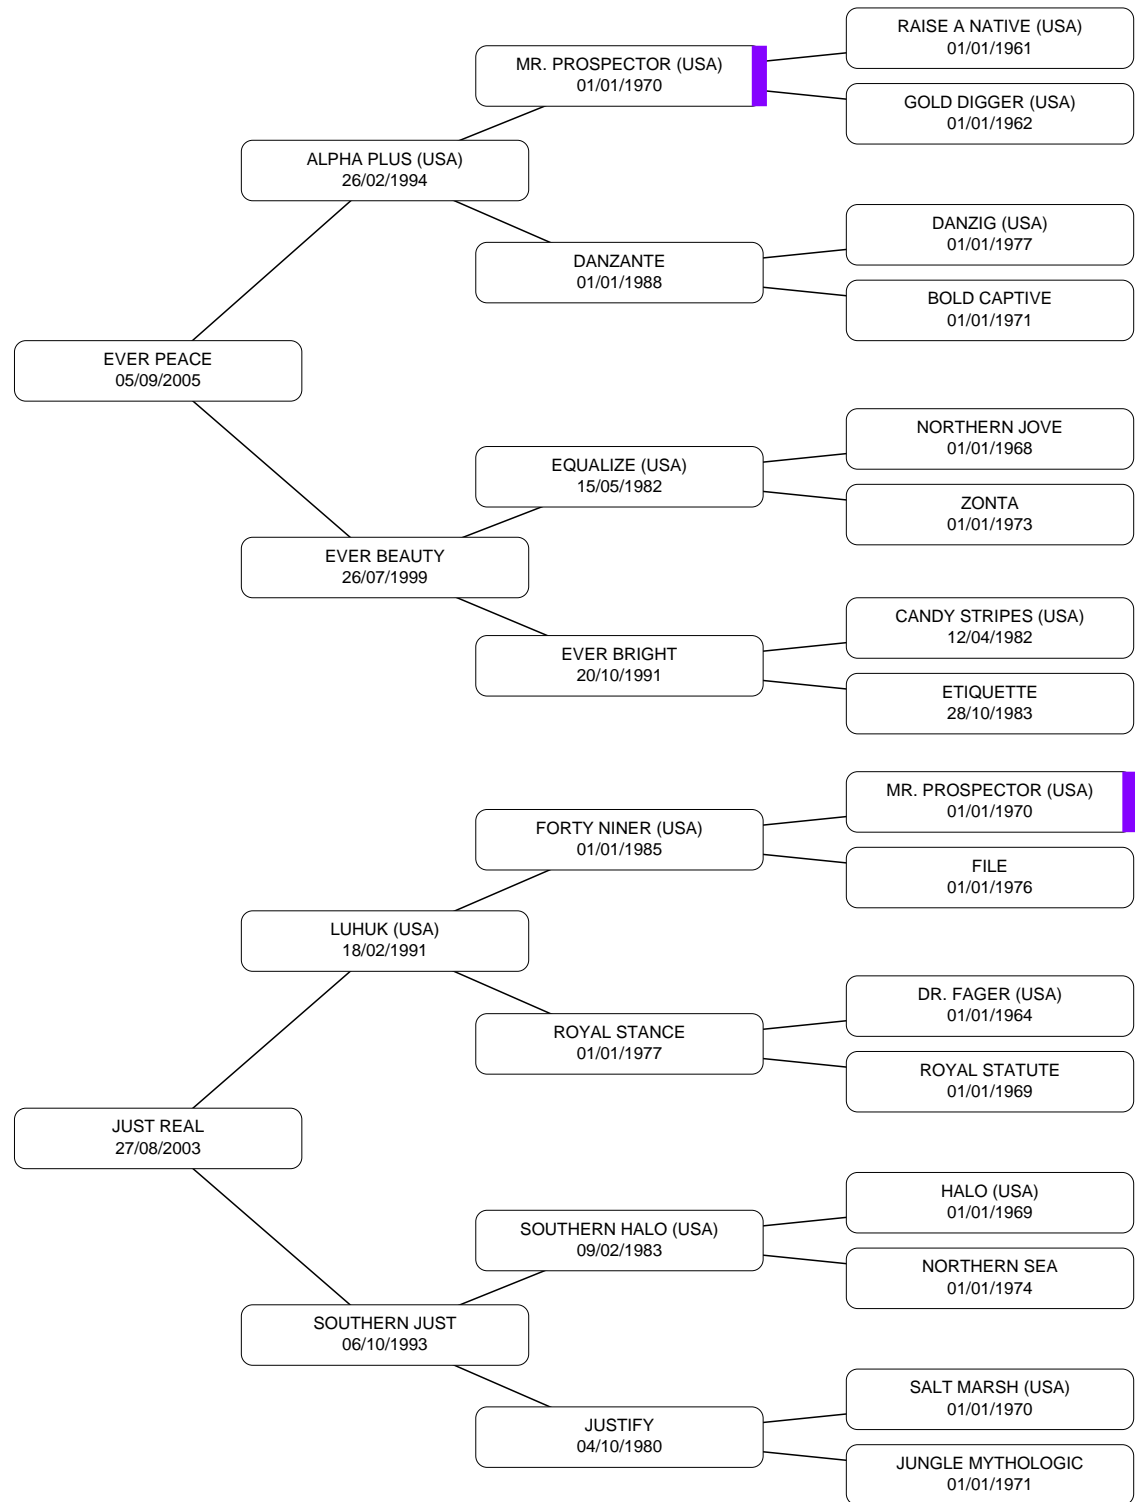 RAISE A NATIVE (USA)
01/01/1961
MR. PROSPECTOR (USA)
01/01/1970
GOLD DIGGER (USA)
01/01/1962
ALPHA PLUS (USA)
26/02/1994
DANZIG (USA)
01/01/1977
DANZANTE
01/01/1988
BOLD CAPTIVE
01/01/1971
EVER PEACE
05/09/2005
NORTHERN JOVE
01/01/1968
EQUALIZE (USA)
15/05/1982
ZONTA
01/01/1973
EVER BEAUTY
26/07/1999
CANDY STRIPES (USA)
12/04/1982
EVER BRIGHT
20/10/1991
ETIQUETTE
28/10/1983
MR. PROSPECTOR (USA)
01/01/1970
FORTY NINER (USA)
01/01/1985
FILE
01/01/1976
LUHUK (USA)
18/02/1991
DR. FAGER (USA)
01/01/1964
ROYAL STANCE
01/01/1977
ROYAL STATUTE
01/01/1969
JUST REAL
27/08/2003
HALO (USA)
01/01/1969
SOUTHERN HALO (USA)
09/02/1983
NORTHERN SEA
01/01/1974
SOUTHERN JUST
06/10/1993
SALT MARSH (USA)
01/01/1970
JUSTIFY
04/10/1980
JUNGLE MYTHOLOGIC
01/01/1971